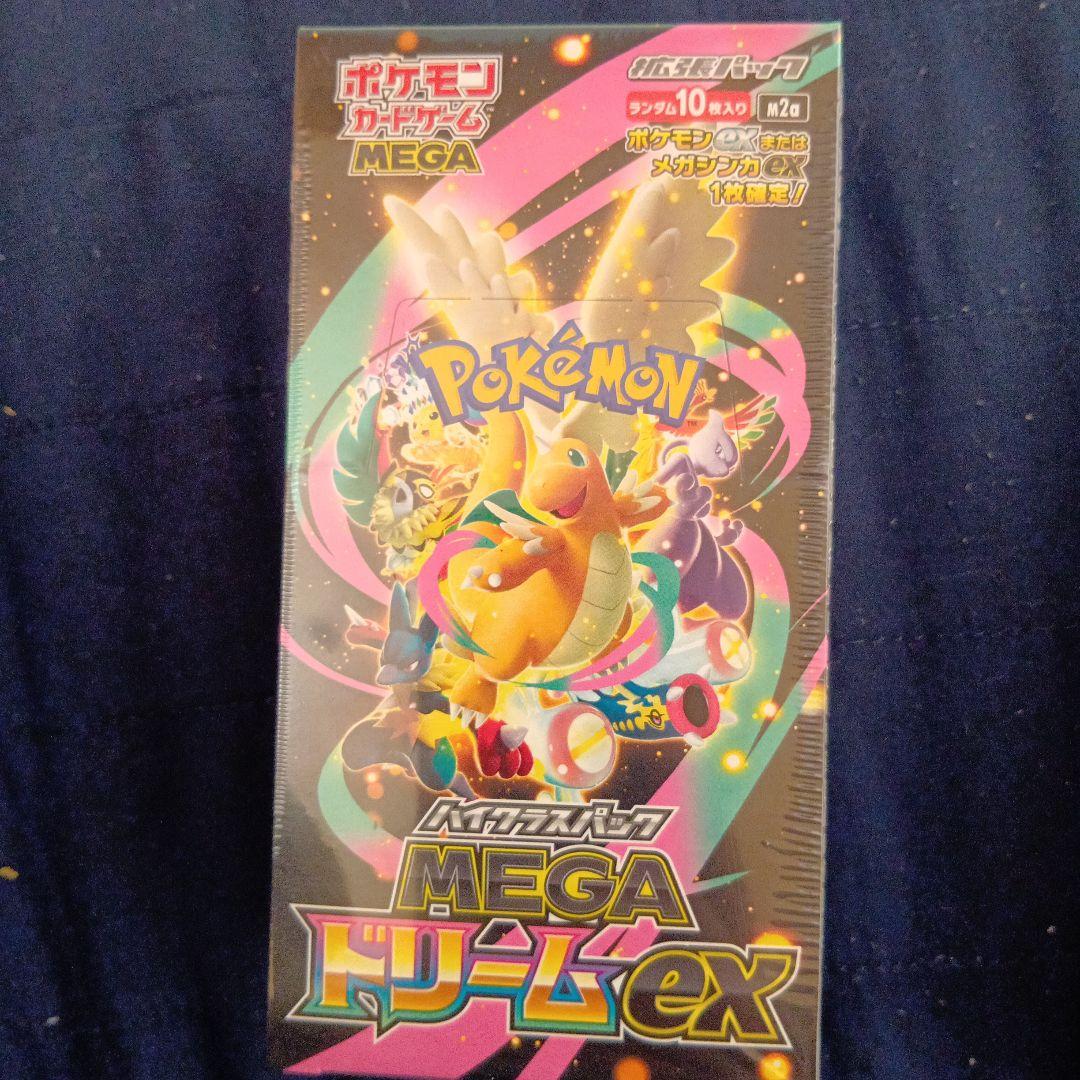 ポケモン
カードゲーム™
MEGA
拡張パック
ランダム10枚入り
M2a
ポケモンexまたは
メガシンカex
1枚確定!
POKéMON™
ハイクラスパック
MEGA
ドリームex